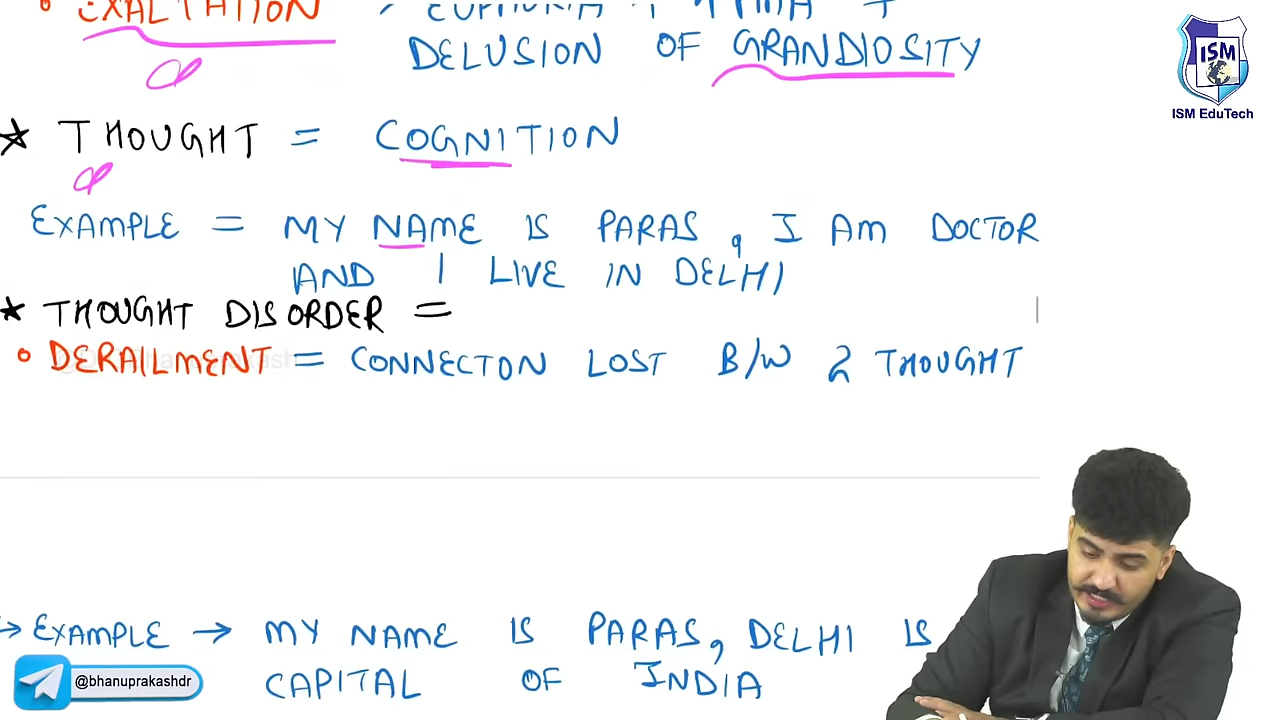 EXALTATION
DELUSION OF GRANDIOSITY
ISM
ISM EduTech
★ THOUGHT = COGNITION
EXAMPLE = MY NAME IS PARAS, I AM DOCTOR
AND I LIVE IN DELHI
★ THOUGHT DISORDER =
DERAILMENT = CONNECTON LOST B/W 2 THOUGHT
→ EXAMPLE → MY NAME IS PARAS, DELHI IS
CAPITAL OF INDIA
@bhanuprakashdr